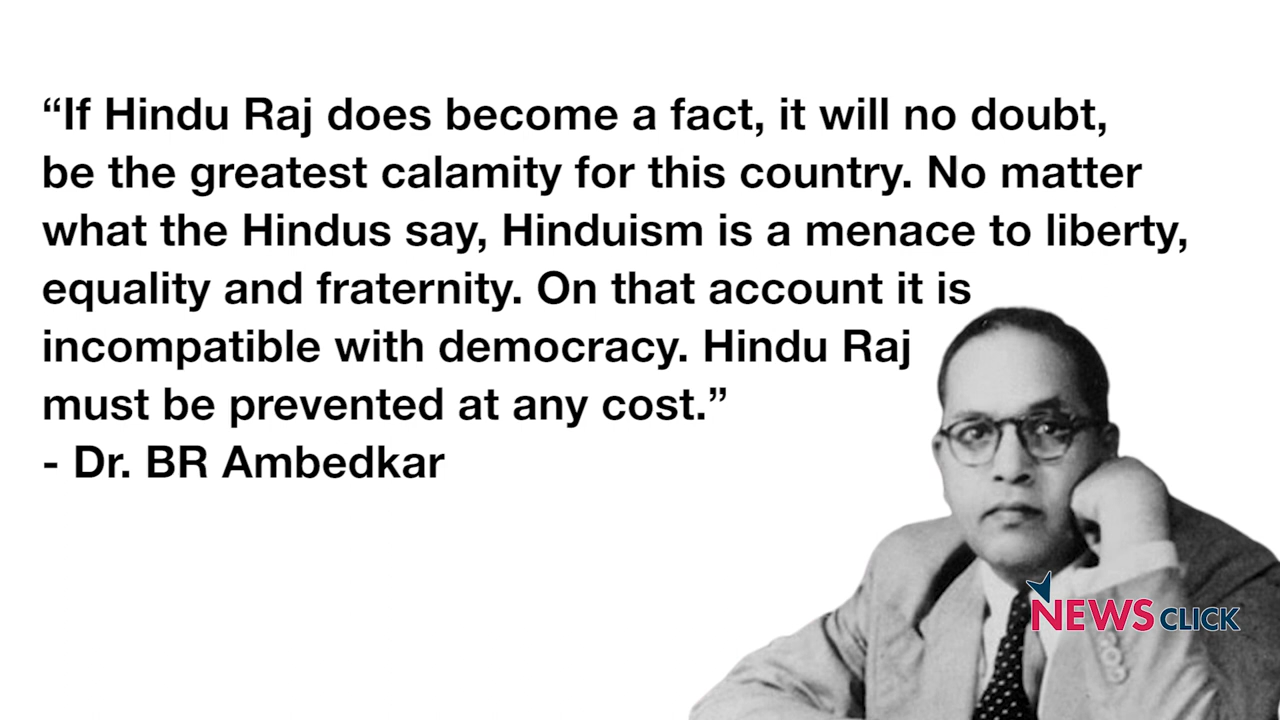 “If Hindu Raj does become a fact, it will no doubt,
be the greatest calamity for this country. No matter
what the Hindus say, Hinduism is a menace to liberty,
equality and fraternity. On that account it is
incompatible with democracy. Hindu Raj
must be prevented at any cost.”
- Dr. BR Ambedkar
NEWSCLICK